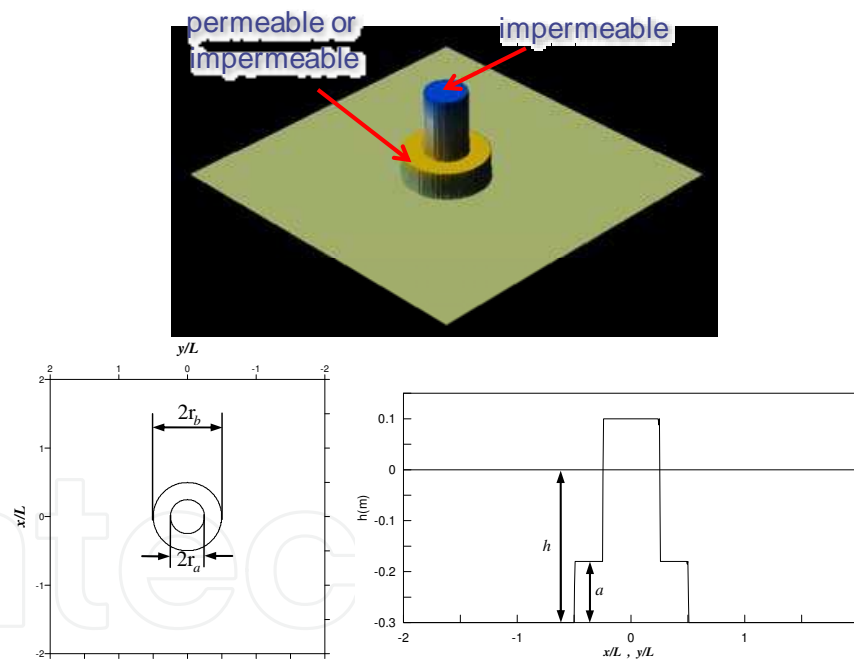 permeable or
impermeable
impermeable
y/L
2 1 0 -1 -2
2
1
0
-1
-2
x/L
2r_b
2r_a
0.1
0
-0.1
-0.2
-0.3
h(m)
h
a
-2 -1 0 1
x/L , y/L